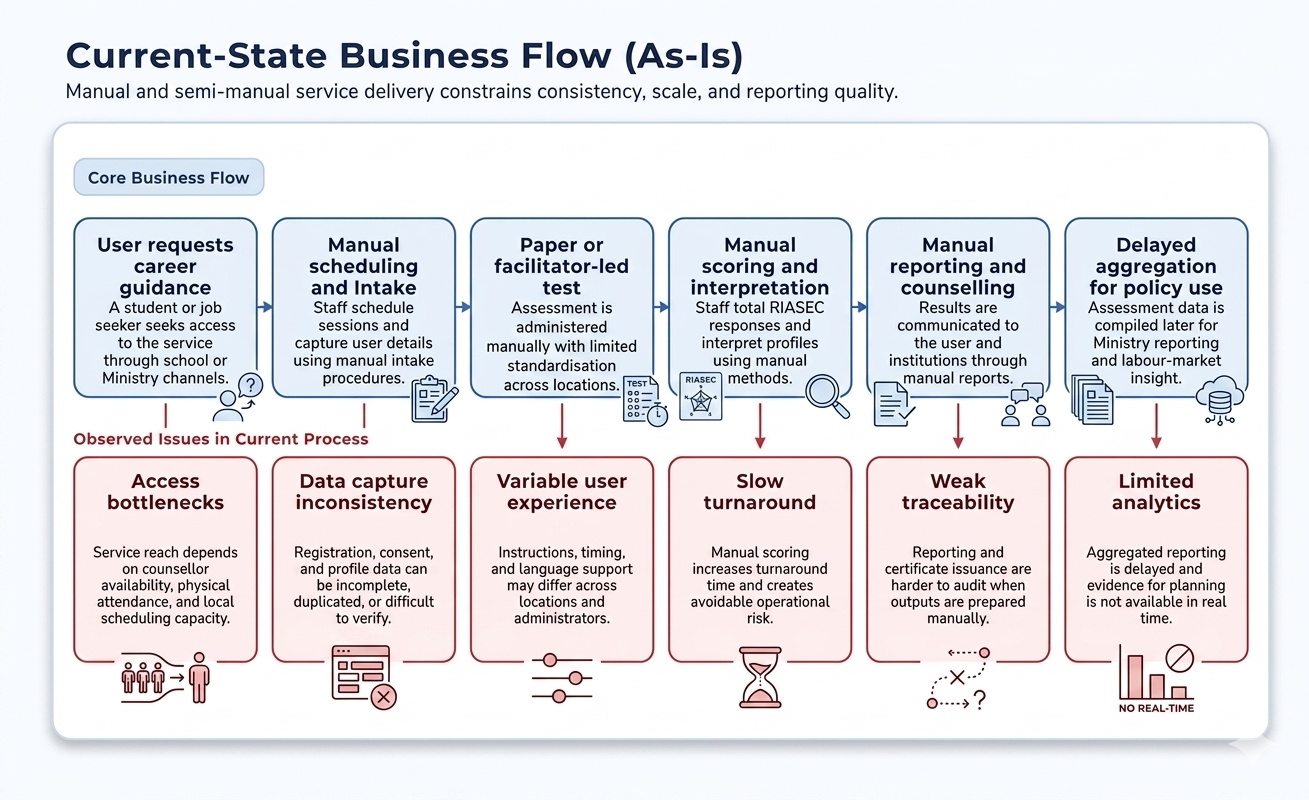 Current-State Business Flow (As-Is)
Manual and semi-manual service delivery constrains consistency, scale, and reporting quality.
Core Business Flow
User requests
career
guidance
A student or job
seeker seeks access
to the service
through school or
Ministry channels.
?
Manual
scheduling
and Intake
Staff schedule
sessions and
capture user details
using manual intake
procedures.
Paper or
facilitator-led
test
Assessment is
administered
manually with limited
standardisation
across locations.
TEST
Manual
scoring and
interpretation
Staff total RIASEC
responses and
interpret profiles
using manual
methods.
RIASEC
Manual
reporting and
counselling
Results are
communicated to
the user and
institutions through
manual reports.
Delayed
aggregation
for policy use
Assessment data is
compiled later for
Ministry reporting
and labour-market
insight.
Observed Issues in Current Process
Access
bottlenecks
Service reach depends
on counsellor
availability, physical
attendance, and local
scheduling capacity.
Data capture
inconsistency
Registration, consent,
and profile data can
be incomplete,
duplicated, or difficult
to verify.
Variable user
experience
Instructions, timing,
and language support
may differ across
locations and
administrators.
Slow
turnaround
Manual scoring
increases turnaround
time and creates
avoidable operational
risk.
Weak
traceability
Reporting and
certificate issuance are
harder to audit when
outputs are prepared
manually.
?
Limited
analytics
Aggregated reporting
is delayed and
evidence for planning
is not available in real
time.
NO REAL-TIME